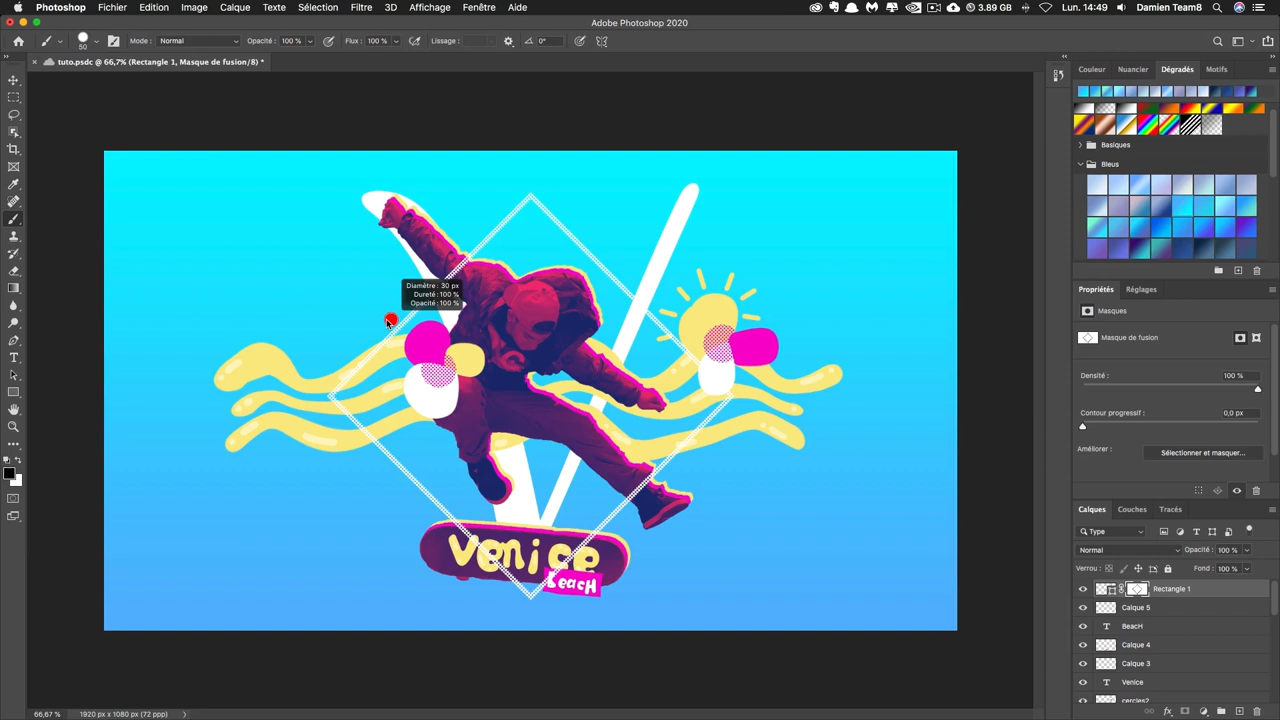 Photoshop Fichier Edition Image Calque Texte Sélection Filtre 3D Affichage Fenêtre Aide 3.89 GB Lun. 14:49 Damien Team8
Adobe Photoshop 2020
50 Mode : Normal Opacité : 100 % Flux : 100 % Lissage : 0°
× tuto.psdc @ 66,7% (Rectangle 1, Masque de fusion/8) *
Couleur Nuancier Dégradés Motifs
Basiques
Bleus
Diamètre : 30 px
Dureté : 100 %
Opacité : 100 %
Propriétés Réglages
Masques
Masque de fusion
Densité : 100 %
Contour progressif : 0,0 px
Améliorer : Sélectionner et masquer...
venice
BeacH
Calques Couches Tracés
Type
Normal Opacité : 100 %
Verrou : Fond : 100 %
Rectangle 1
Calque 5
BeacH
Calque 4
Calque 3
Venice
cercles2
66,67 % 1920 px x 1080 px (72 ppp)